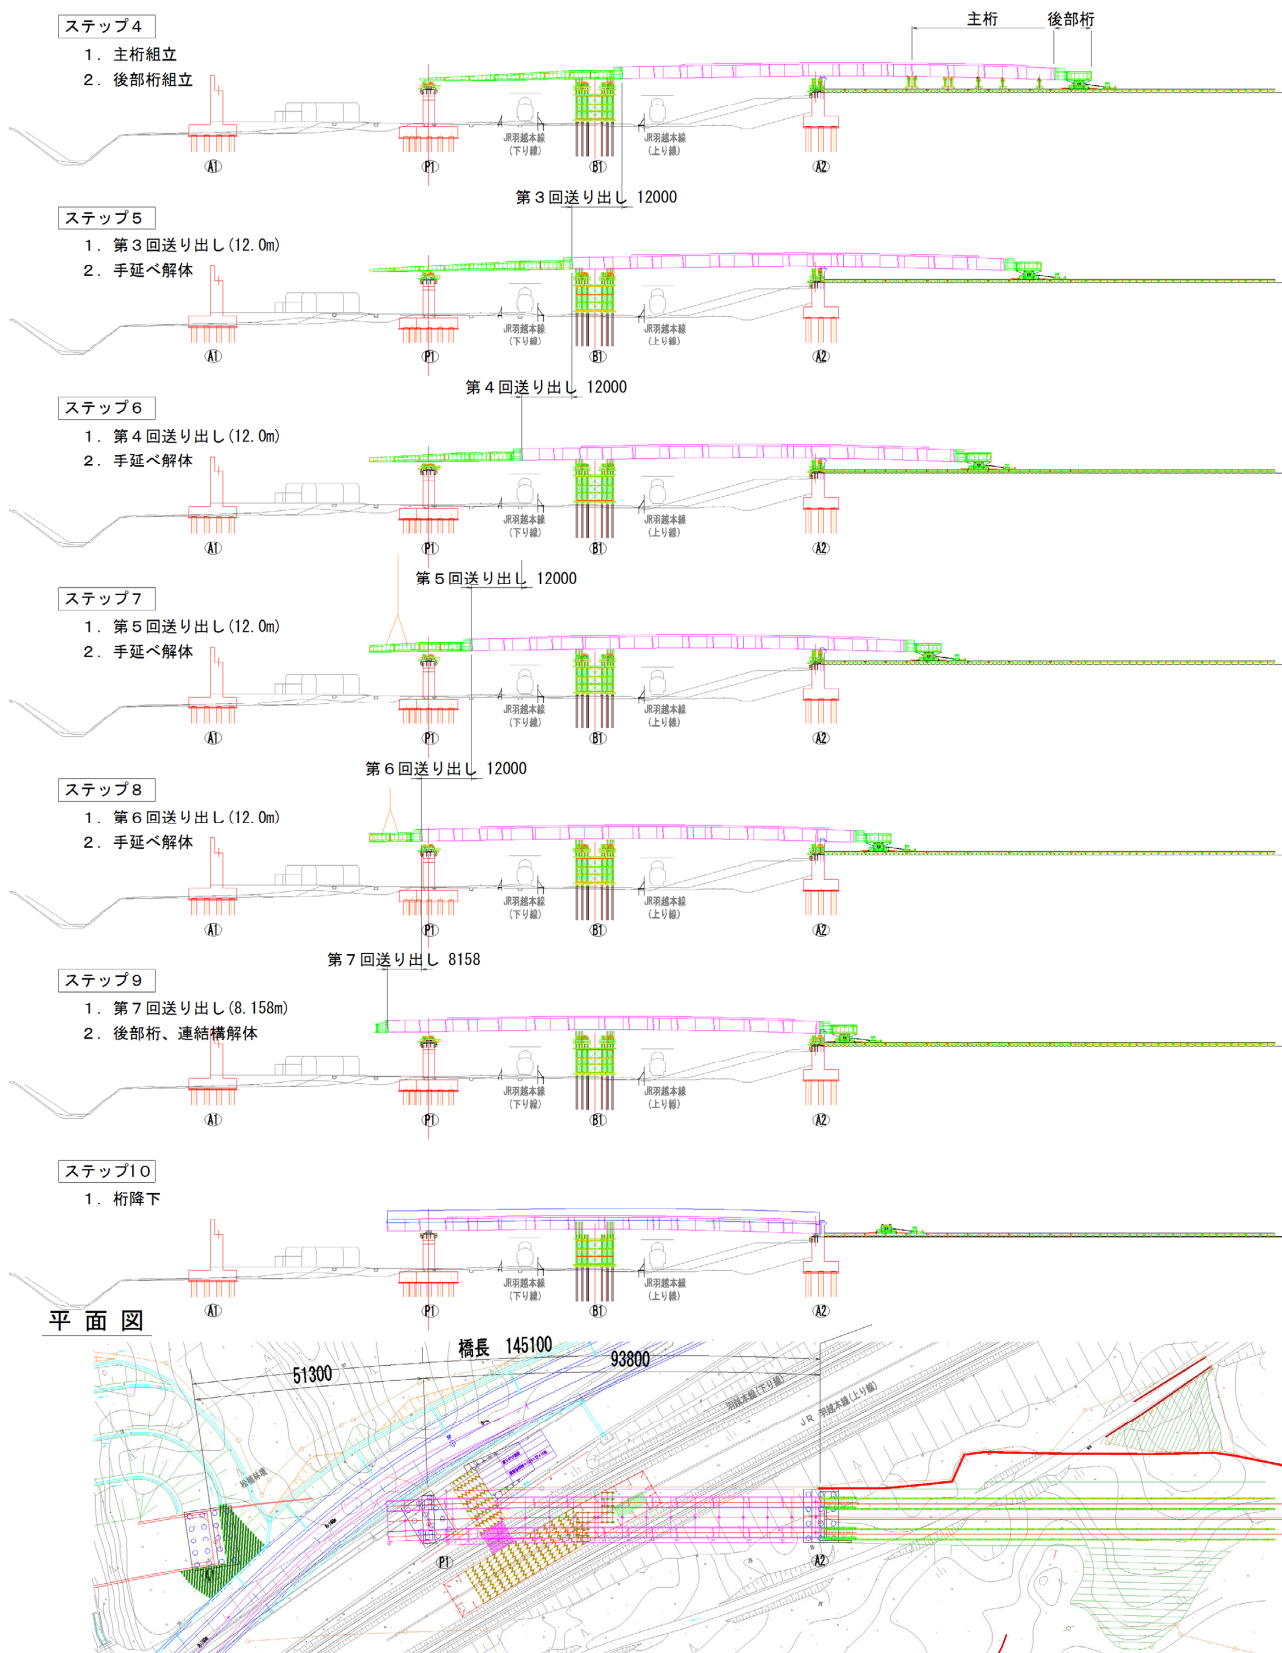 ステップ4
1. 主桁組立
2. 後部桁組立
主桁 後部桁
JR羽越本線
(下り線)
JR羽越本線
(上り線)
A1 P1 B1 A2
第3回送り出し 12000
ステップ5
1. 第3回送り出し(12.0m)
2. 手延べ解体
JR羽越本線
(下り線)
JR羽越本線
(上り線)
A1 P1 B1 A2
第4回送り出し 12000
ステップ6
1. 第4回送り出し(12.0m)
2. 手延べ解体
JR羽越本線
(下り線)
JR羽越本線
(上り線)
A1 P1 B1 A2
第5回送り出し 12000
ステップ7
1. 第5回送り出し(12.0m)
2. 手延べ解体
JR羽越本線
(下り線)
JR羽越本線
(上り線)
A1 P1 B1 A2
第6回送り出し 12000
ステップ8
1. 第6回送り出し(12.0m)
2. 手延べ解体
JR羽越本線
(下り線)
JR羽越本線
(上り線)
A1 P1 B1 A2
第7回送り出し 8158
ステップ9
1. 第7回送り出し(8.158m)
2. 後部桁、連結構解体
JR羽越本線
(下り線)
JR羽越本線
(上り線)
A1 P1 B1 A2
ステップ10
1. 桁降下
JR羽越本線
(下り線)
JR羽越本線
(上り線)
A1 P1 B1 A2
平面図
橋長 145100
51300
93800
羽越本線(下り線)
JR 羽越本線(上り線)
P1
A2